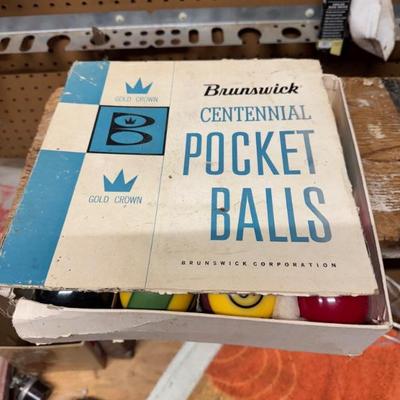 Brunswick
CENTENNIAL
POCKET
BALLS
BRUNSWICK CORPORATION
GOLD CROWN
B
GOLD CROWN